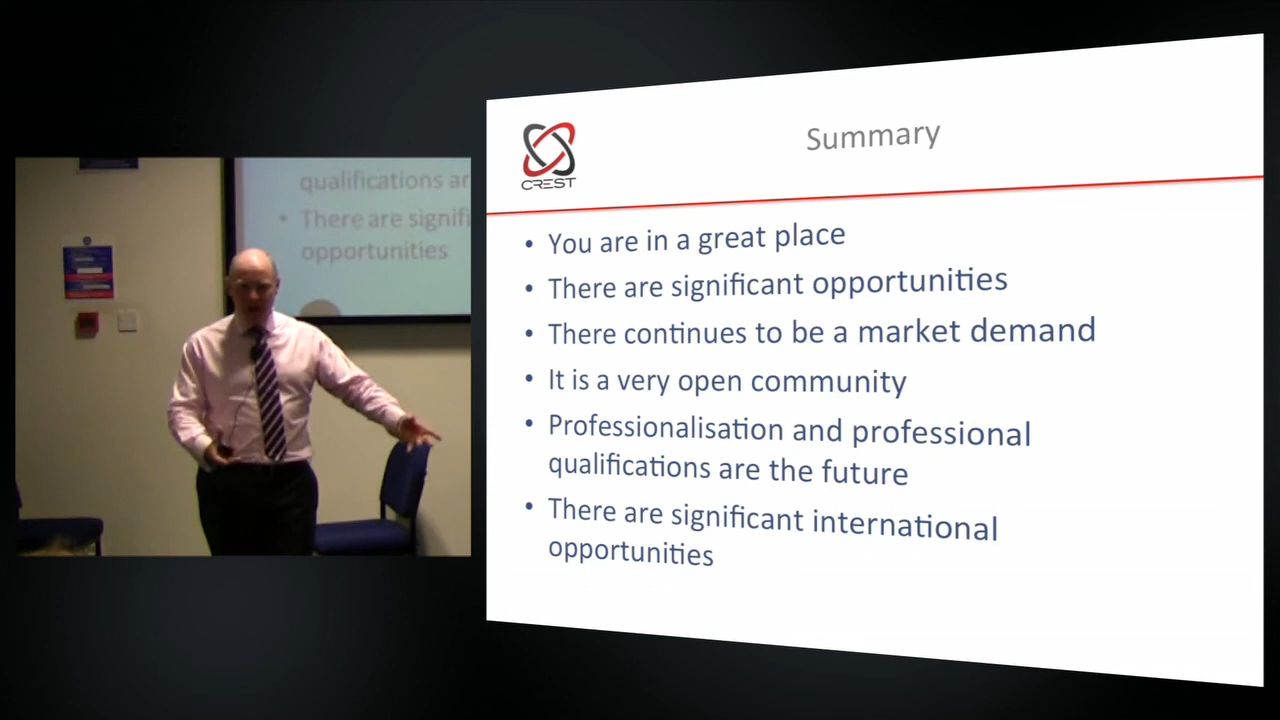 qualifications ar
• There are signifi
opportunities
CREST
Summary
• You are in a great place
• There are significant opportunities
• There continues to be a market demand
• It is a very open community
• Professionalisation and professional
qualifications are the future
• There are significant international
opportunities